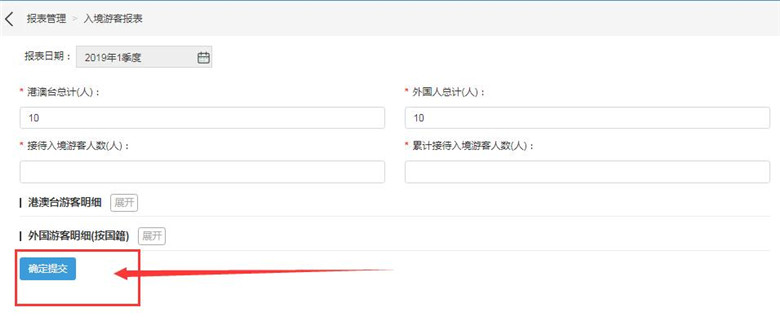 报表管理 > 入境游客报表
报表日期： 2019年1季度
* 港澳台总计(人)： * 外国人总计(人)：
10 10
* 接待入境游客人数(人)： * 累计接待入境游客人数(人)：
港澳台游客明细 展开
外国游客明细(按国籍) 展开
确定提交